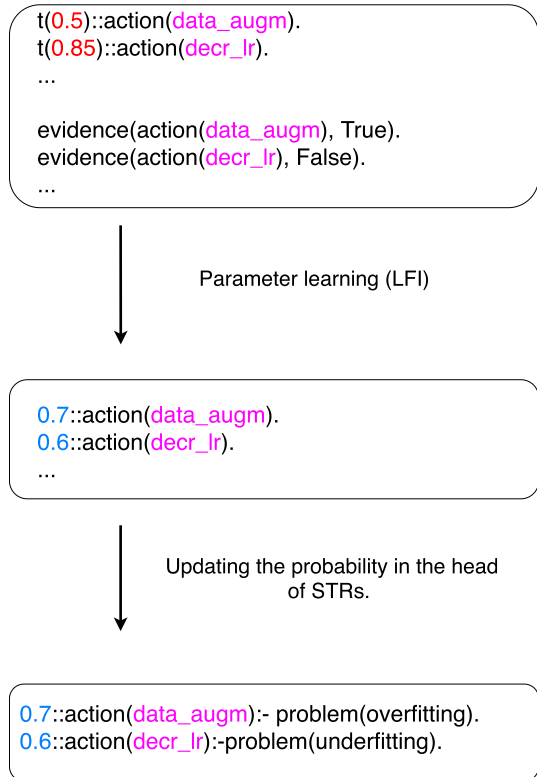 t(0.5)::action(data_augm).
t(0.85)::action(decr_lr).
...
evidence(action(data_augm), True).
evidence(action(decr_lr), False).
...
Parameter learning (LFI)
0.7::action(data_augm).
0.6::action(decr_lr).
...
Updating the probability in the head
of STRs.
0.7::action(data_augm):- problem(overfitting).
0.6::action(decr_lr):-problem(underfitting).